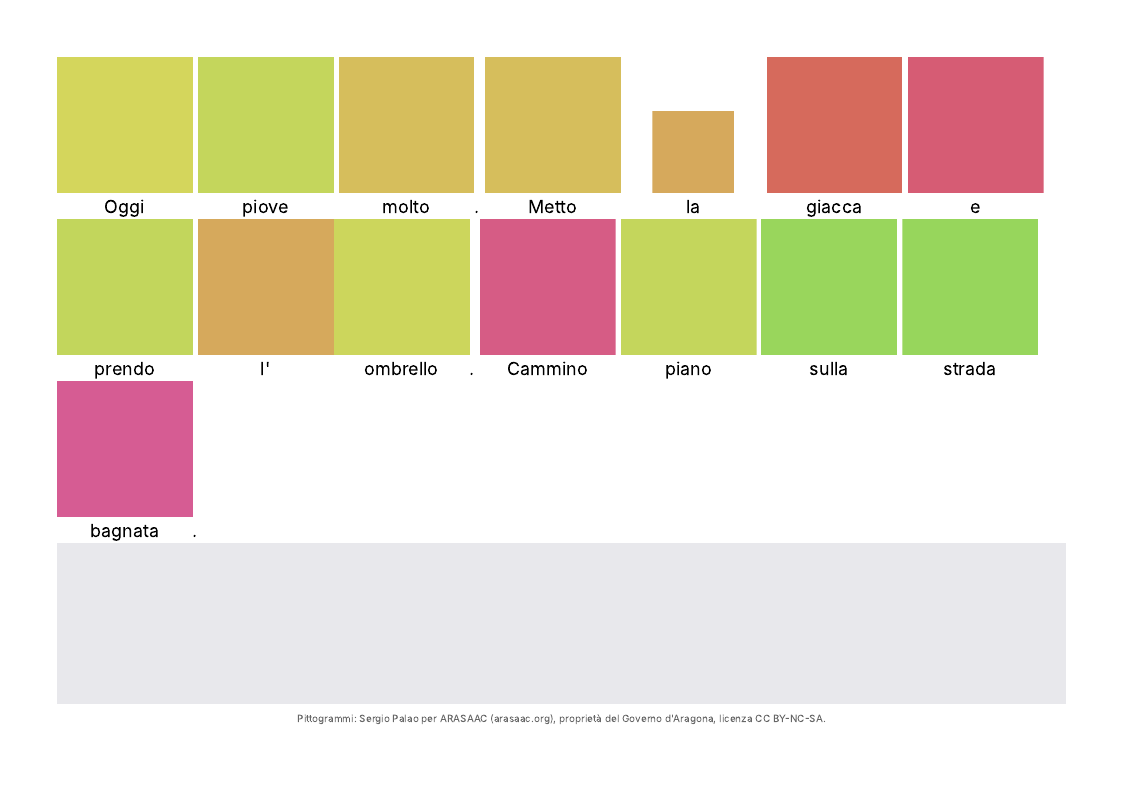 Oggi piove molto . Metto la giacca e
prendo l' ombrello . Cammino piano sulla strada
bagnata .
Pittogrammi: Sergio Palao per ARASAAC (arasaac.org), proprietà del Governo d'Aragona, licenza CC BY-NC-SA.